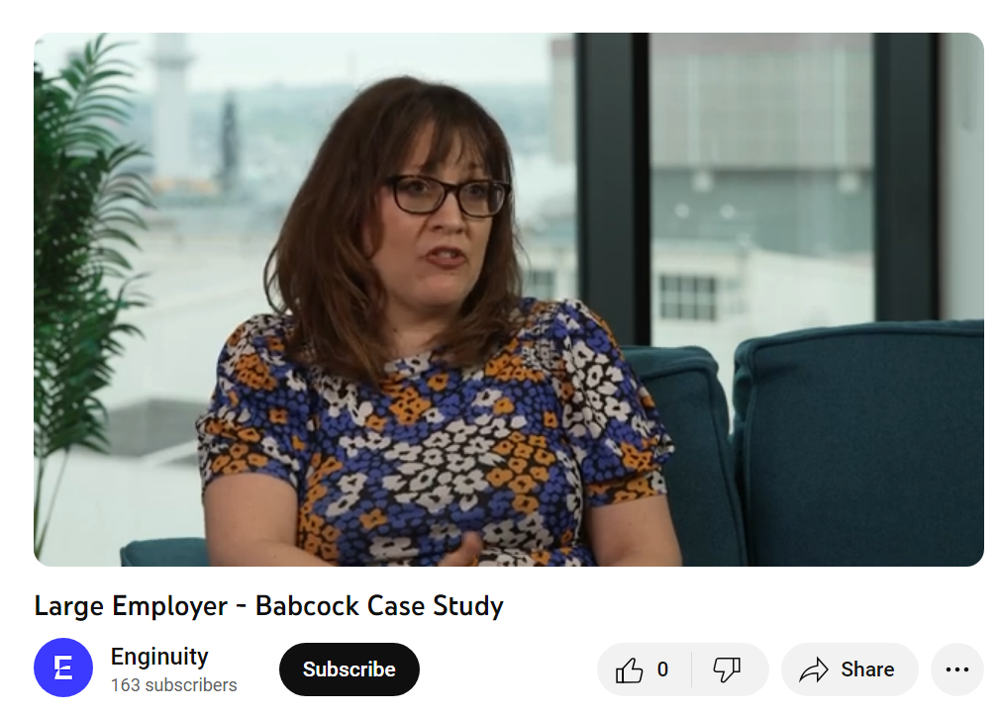 Large Employer - Babcock Case Study
E
Enginuity
163 subscribers
Subscribe
0
Share